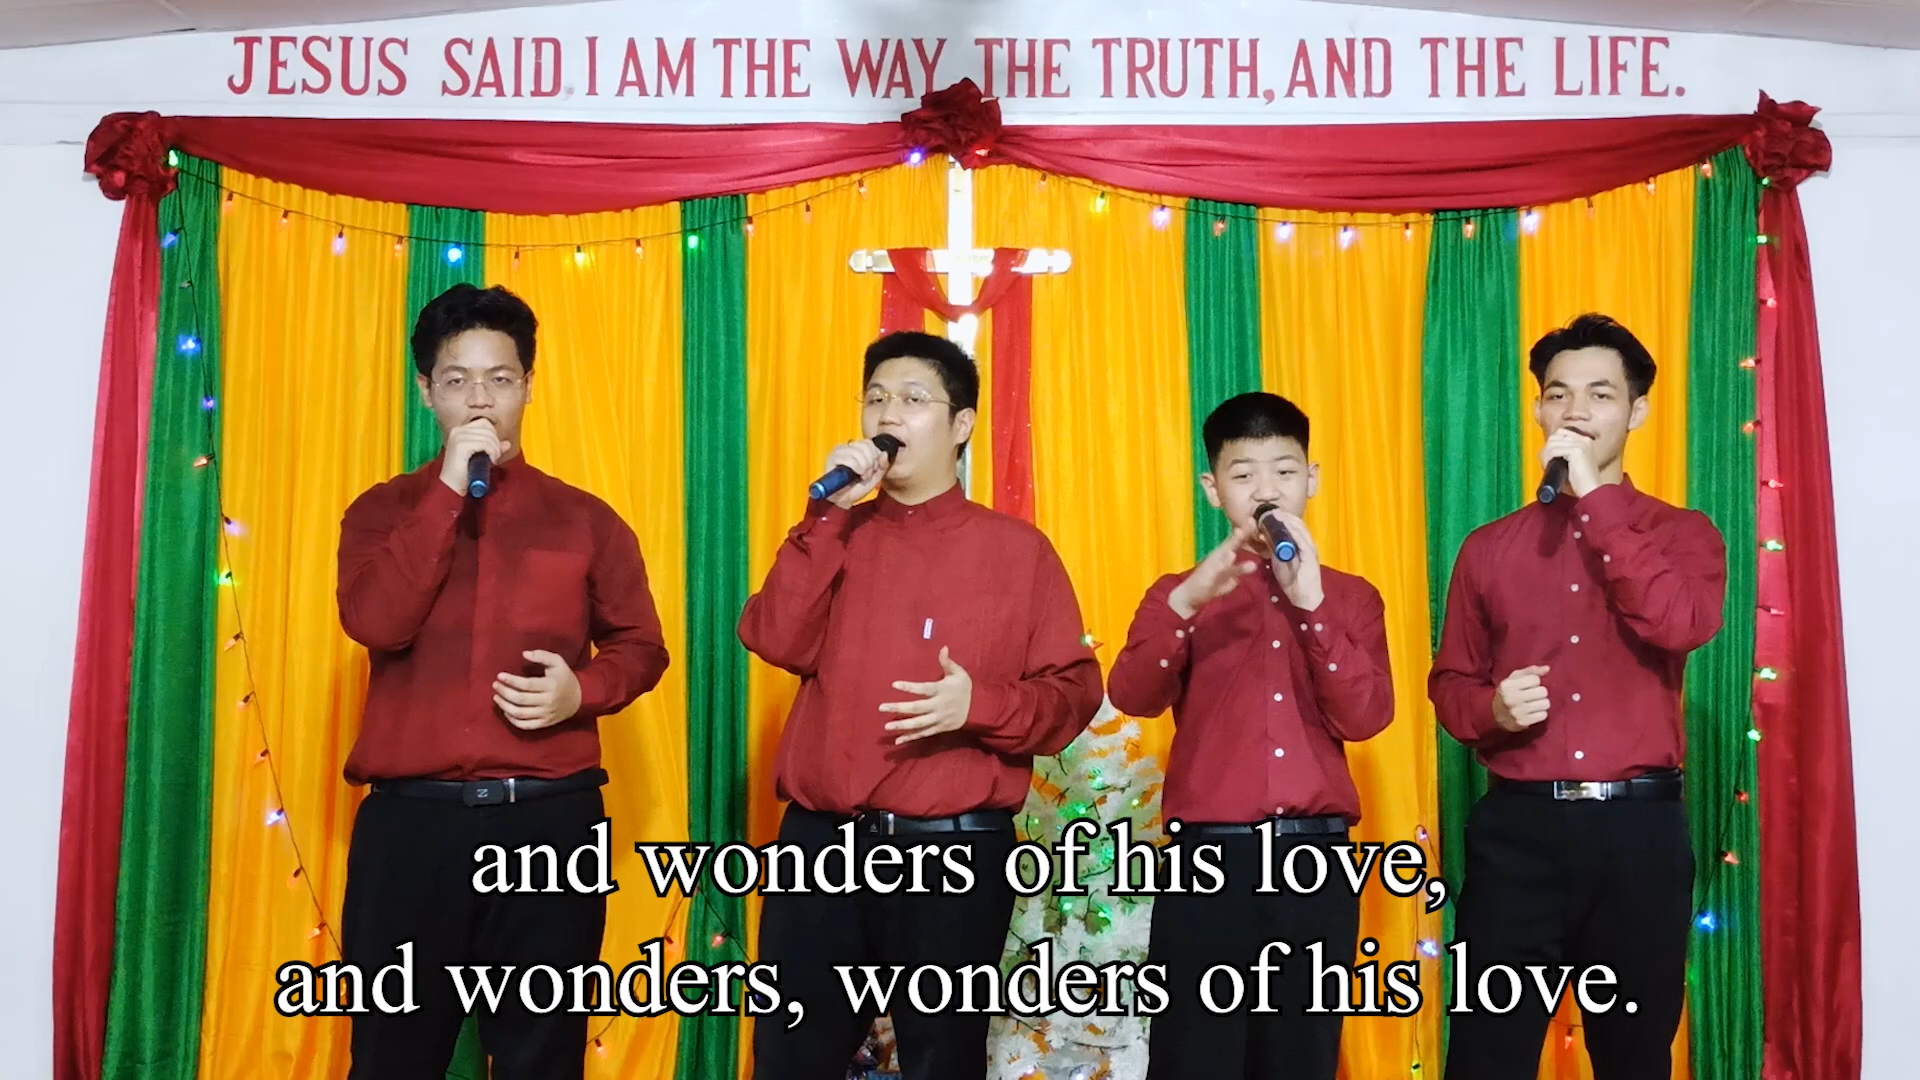 JESUS SAID, I AM THE WAY, THE TRUTH, AND THE LIFE.
and wonders of his love,
and wonders, wonders of his love.